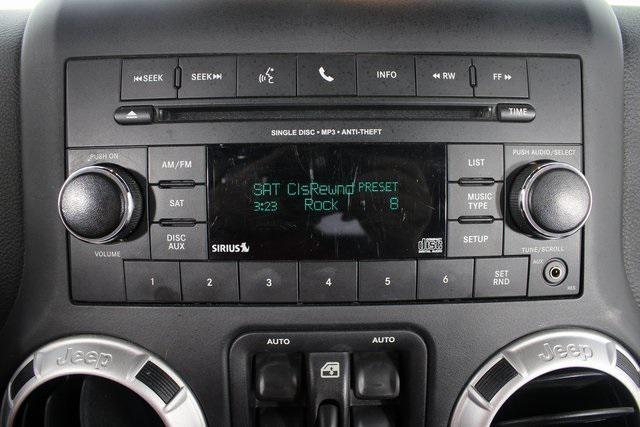 SEEK SEEK INFO RW FF
TIME
SINGLE DISC • MP3 • ANTI-THEFT
PUSH ON AM/FM LIST PUSH AUDIO/SELECT
SAT ClsRewnd PRESET
3:23 Rock 8
SAT MUSIC TYPE
DISC AUX SETUP
SIRIUS
VOLUME TUNE/SCROLL
1 2 3 4 5 6 SET RND AUX
AUTO AUTO
Jeep Jeep